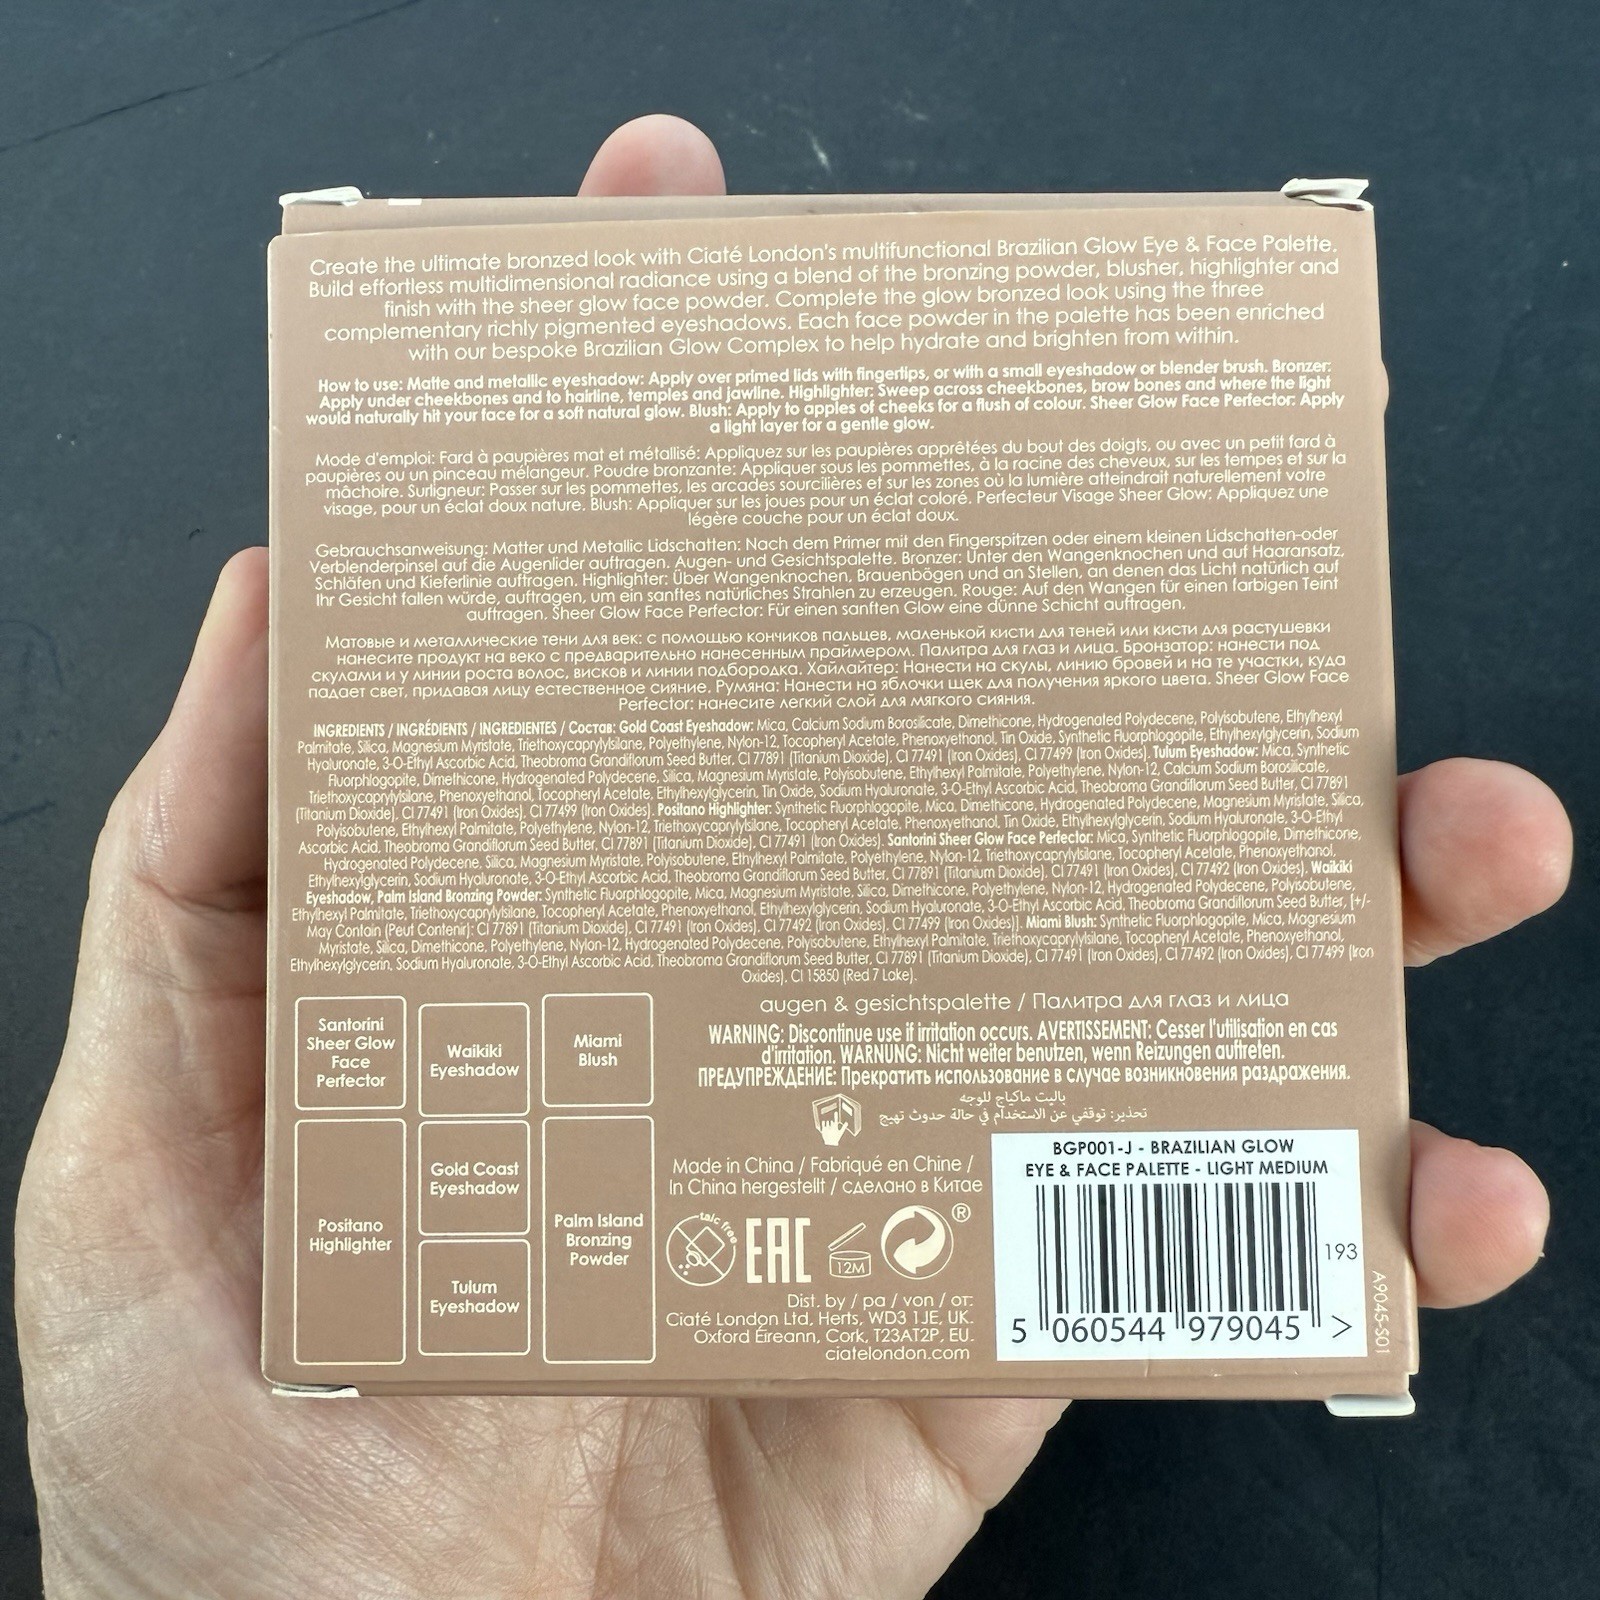 Create the ultimate bronzed look with Ciaté London's multifunctional Brazilian Glow Eye & Face Palette.
Build effortless multidimensional radiance using a blend of the bronzing powder, blusher, highlighter and
finish with the sheer glow face powder. Complete the glow bronzed look using the three
complementary richly pigmented eyeshadows. Each face powder in the palette has been enriched
with our bespoke Brazilian Glow Complex to help hydrate and brighten from within.
How to use: Matte and metallic eyeshadow: Apply over primed lids with fingertips, or with a small eyeshadow or blender brush. Bronzer:
Apply under cheekbones and to hairline, temples and jawline. Highlighter: Sweep across cheekbones, brow bones and where the light
would naturally hit your face for a soft natural glow. Blush: Apply to apples of cheeks for a flush of colour. Sheer Glow Face Perfector: Apply
a light layer for a gentle glow.
Mode d'emploi: Fard à paupières mat et métallisé: Appliquez sur les paupières apprêtées du bout des doigts, ou avec un petit fard à
paupières ou un pinceau mélangeur. Poudre bronzante: Appliquer sous les pommettes, à la racine des cheveux, sur les tempes et sur la
mâchoire. Surligneur: Passer sur les pommettes, les arcades sourcilières et sur les zones où la lumière atteindrait naturellement votre
visage, pour un éclat doux nature. Blush: Appliquer sur les joues pour un éclat coloré. Perfecteur Visage Sheer Glow: Appliquez une
légère couche pour un éclat doux.
Gebrauchsanweisung: Matter und Metallic Lidschatten: Nach dem Primer mit den Fingerspitzen oder einem kleinen Lidschatten-oder
Verblenderpinsel auf die Augenlider auftragen. Augen- und Gesichtspalette. Bronzer: Unter den Wangenknochen und auf Haaransatz,
Schläfen und Kieferlinie auftragen. Highlighter: Über Wangenknochen, Brauenbögen und an Stellen, an denen das Licht natürlich auf
Ihr Gesicht fallen würde, auftragen, um ein sanftes natürliches Strahlen zu erzeugen. Rouge: Auf den Wangen für einen farbigen Teint
auftragen. Sheer Glow Face Perfector: Für einen sanften Glow eine dünne Schicht auftragen.
Матовые и металлические тени для век: с помощью кончиков пальцев, маленькой кисти для теней или кисти для растушевки
нанесите продукт на веко с предварительно нанесенным праймером. Палитра для глаз и лица. Бронзатор: нанести под
скулами и у линии роста волос, висков и линии подбородка. Хайлайтер: Нанести на скулы, линию бровей и на те участки, куда
падает свет, придавая лицу естественное сияние. Румяна: Нанести на яблочки щек для получения яркого цвета. Sheer Glow Face
Perfector: нанесите легкий слой для мягкого сияния.
INGREDIENTS / INGRÉDIENTS / INGREDIENTES / Состав: Gold Coast Eyeshadow: Mica, Calcium Sodium Borosilicate, Dimethicone, Hydrogenated Polydecene, Polyisobutene, Ethylhexyl
Palmitate, Silica, Magnesium Myristate, Triethoxycaprylylsilane, Polyethylene, Nylon-12, Tocopheryl Acetate, Phenoxyethanol, Tin Oxide, Synthetic Fluorphlogopite, Ethylhexylglycerin, Sodium
Hyaluronate, 3-O-Ethyl Ascorbic Acid, Theobroma Grandiflorum Seed Butter, CI 77891 (Titanium Dioxide), CI 77491 (Iron Oxides), CI 77499 (Iron Oxides). Tulum Eyeshadow: Mica, Synthetic
Fluorphlogopite, Dimethicone, Hydrogenated Polydecene, Silica, Magnesium Myristate, Polyisobutene, Ethylhexyl Palmitate, Polyethylene, Nylon-12, Calcium Sodium Borosilicate,
Triethoxycaprylylsilane, Phenoxyethanol, Tocopheryl Acetate, Ethylhexylglycerin, Tin Oxide, Sodium Hyaluronate, 3-O-Ethyl Ascorbic Acid, Theobroma Grandiflorum Seed Butter, CI 77891
(Titanium Dioxide), CI 77491 (Iron Oxides), CI 77499 (Iron Oxides). Positano Highlighter: Synthetic Fluorphlogopite, Mica, Dimethicone, Hydrogenated Polydecene, Magnesium Myristate, Silica,
Polyisobutene, Ethylhexyl Palmitate, Polyethylene, Nylon-12, Triethoxycaprylylsilane, Tocopheryl Acetate, Phenoxyethanol, Tin Oxide, Ethylhexylglycerin, Sodium Hyaluronate, 3-O-Ethyl
Ascorbic Acid, Theobroma Grandiflorum Seed Butter, CI 77891 (Titanium Dioxide), CI 77491 (Iron Oxides). Santorini Sheer Glow Face Perfector: Mica, Synthetic Fluorphlogopite, Dimethicone,
Hydrogenated Polydecene, Silica, Magnesium Myristate, Polyisobutene, Ethylhexyl Palmitate, Polyethylene, Nylon-12, Triethoxycaprylylsilane, Tocopheryl Acetate, Phenoxyethanol,
Ethylhexylglycerin, Sodium Hyaluronate, 3-O-Ethyl Ascorbic Acid, Theobroma Grandiflorum Seed Butter, CI 77891 (Titanium Dioxide), CI 77491 (Iron Oxides), CI 77492 (Iron Oxides). Waikiki
Eyeshadow, Palm Island Bronzing Powder: Synthetic Fluorphlogopite, Mica, Magnesium Myristate, Silica, Dimethicone, Polyethylene, Nylon-12, Hydrogenated Polydecene, Polyisobutene,
Ethylhexyl Palmitate, Triethoxycaprylylsilane, Tocopheryl Acetate, Phenoxyethanol, Ethylhexylglycerin, Sodium Hyaluronate, 3-O-Ethyl Ascorbic Acid, Theobroma Grandiflorum Seed Butter, [+/-
May Contain (Peut Contenir): CI 77891 (Titanium Dioxide), CI 77491 (Iron Oxides), CI 77492 (Iron Oxides), CI 77499 (Iron Oxides)]. Miami Blush: Synthetic Fluorphlogopite, Mica, Magnesium
Myristate, Silica, Dimethicone, Polyethylene, Nylon-12, Hydrogenated Polydecene, Polyisobutene, Ethylhexyl Palmitate, Triethoxycaprylylsilane, Tocopheryl Acetate, Phenoxyethanol,
Ethylhexylglycerin, Sodium Hyaluronate, 3-O-Ethyl Ascorbic Acid, Theobroma Grandiflorum Seed Butter, CI 77891 (Titanium Dioxide), CI 77491 (Iron Oxides), CI 77492 (Iron Oxides), CI 77499 (Iron
Oxides), CI 15850 (Red 7 Lake).
Santorini
Sheer Glow
Face
Perfector
Waikiki
Eyeshadow
Miami
Blush
Positano
Highlighter
Gold Coast
Eyeshadow
Tulum
Eyeshadow
Palm Island
Bronzing
Powder
augen & gesichtspalette / Палитра для глаз и лица
WARNING: Discontinue use if irritation occurs. AVERTISSEMENT: Cesser l'utilisation en cas
d'irritation. WARNUNG: Nicht weiter benutzen, wenn Reizungen auftreten.
ПРЕДУПРЕЖДЕНИЕ: Прекратить использование в случае возникновения раздражения.
باليت ماكياج للوجه
تحذير: توقفي عن الاستخدام في حالة حدوث تهيج
Made in China / Fabriqué en Chine /
In China hergestellt / сделано в Китае
talc free
EAC
12M
®
Dist. by / pa / von / от:
Ciaté London Ltd, Herts, WD3 1JE, UK.
Oxford Éireann, Cork, T23AT2P, EU.
ciatelondon.com
BGP001-J - BRAZILIAN GLOW
EYE & FACE PALETTE - LIGHT MEDIUM
193
5 060544 979045 >
A9045-S01